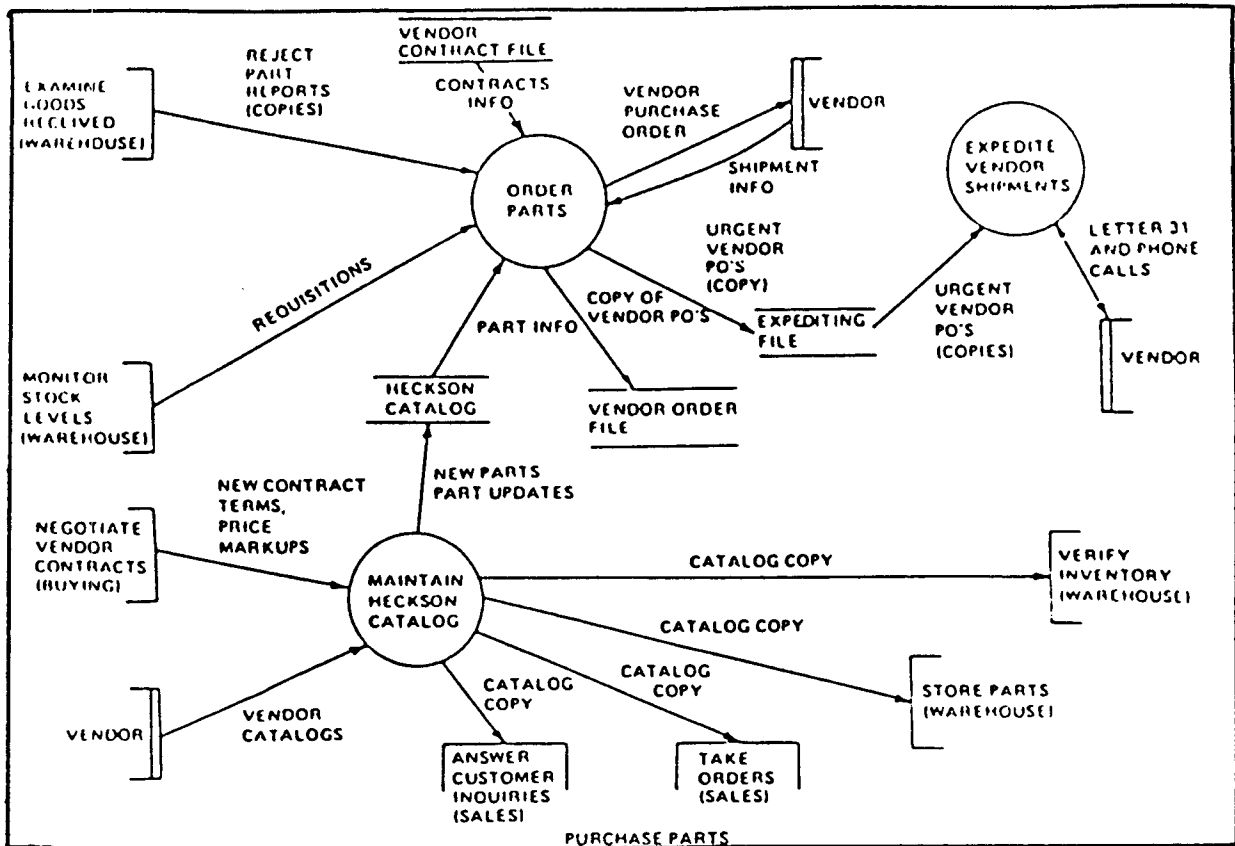 VENDOR
CONTRACT FILE
REJECT
PART
REPORTS
(COPIES)
CONTRACTS
INFO
EXAMINE
GOODS
RECEIVED
(WAREHOUSE)
VENDOR
PURCHASE
ORDER
VENDOR
EXPEDITE
VENDOR
SHIPMENTS
ORDER
PARTS
SHIPMENT
INFO
REQUISITIONS
URGENT
VENDOR
PO'S
(COPY)
LETTER 31
AND PHONE
CALLS
PART INFO
COPY OF
VENDOR PO'S
EXPEDITING
FILE
URGENT
VENDOR
PO'S
(COPIES)
VENDOR
MONITOR
STOCK
LEVELS
(WAREHOUSE)
HECKSON
CATALOG
VENDOR ORDER
FILE
NEW CONTRACT
TERMS,
PRICE
MARKUPS
NEW PARTS
PART UPDATES
NEGOTIATE
VENDOR
CONTRACTS
(BUYING)
MAINTAIN
HECKSON
CATALOG
CATALOG COPY
VERIFY
INVENTORY
(WAREHOUSE)
CATALOG COPY
CATALOG
COPY
CATALOG
COPY
STORE PARTS
(WAREHOUSE)
VENDOR
VENDOR
CATALOGS
ANSWER
CUSTOMER
INQUIRIES
(SALES)
TAKE
ORDERS
(SALES)
PURCHASE PARTS